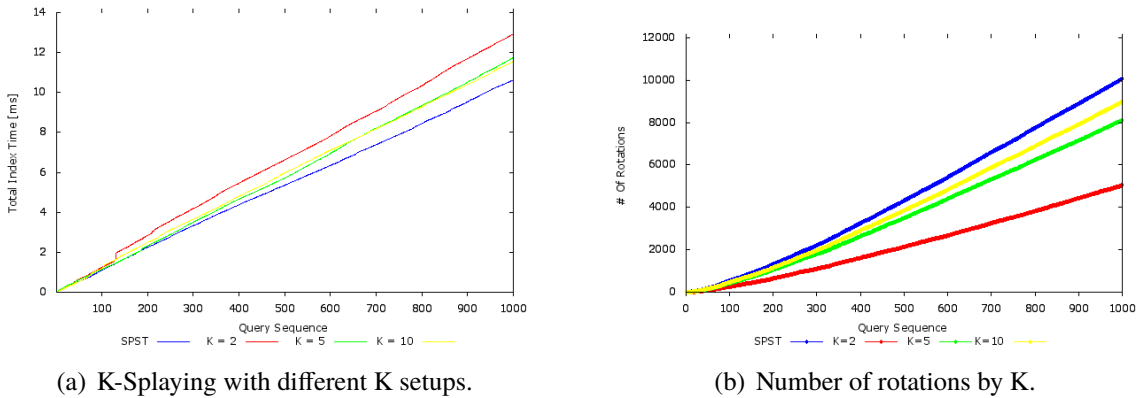 14
12
10
8
6
4
2
0
Total Index Time [ms]
100 200 300 400 500 600 700 800 900 1000
Query Sequence
SPST K = 2 K = 5 K = 10
(a) K-Splaying with different K setups.
12000
10000
8000
6000
4000
2000
0
# Of Rotations
0 100 200 300 400 500 600 700 800 900 1000
Query Sequence
SPST K=2 K=5 K=10
(b) Number of rotations by K.